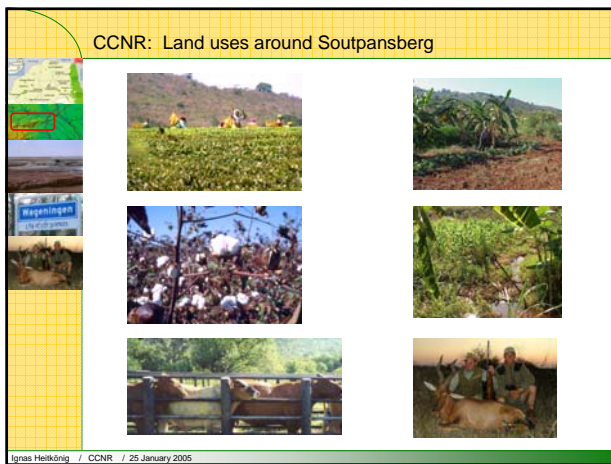 CCNR: Land uses around Soutpansberg
Wageningen
Ignas Heitkönig / CCNR / 25 January 2005